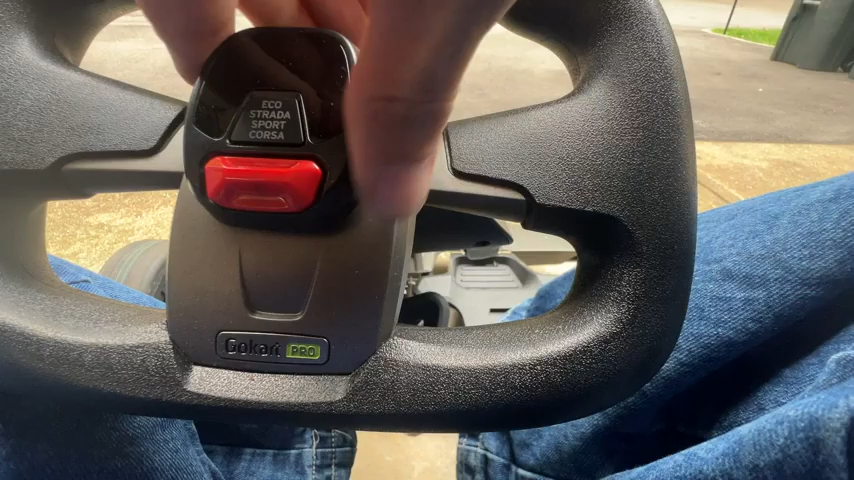 ECO
STRADA
SPORT
CORSA
Gokart PRO